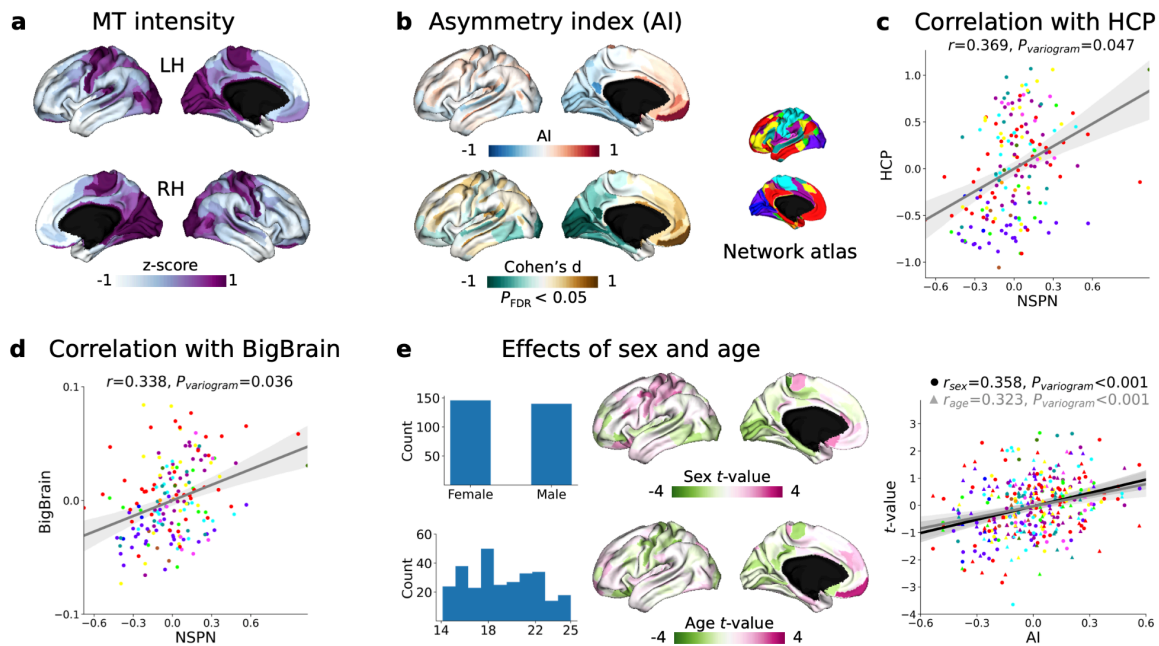 a MT intensity
LH
RH
z-score
-1 1
b Asymmetry index (AI)
AI
-1 1
Cohen's d
-1 1
P_FDR < 0.05
Network atlas
c Correlation with HCP
r=0.369, P_variogram=0.047
1.0
0.5
0.0
-0.5
-1.0
HCP
-0.6 -0.3 0.0 0.3 0.6
NSPN
d Correlation with BigBrain
r=0.338, P_variogram=0.036
0.1
0.0
-0.1
BigBrain
-0.6 -0.3 0.0 0.3 0.6
NSPN
e Effects of sex and age
150
100
50
Count
Female Male
60
40
20
Count
14 18 22 25
Sex t-value
-4 4
Age t-value
-4 4
r_sex=0.358, P_variogram<0.001
r_age=0.323, P_variogram<0.001
3
2
1
0
−1
−2
−3
−4
t-value
−0.6 −0.4 −0.2 0.0 0.2 0.4 0.6
AI